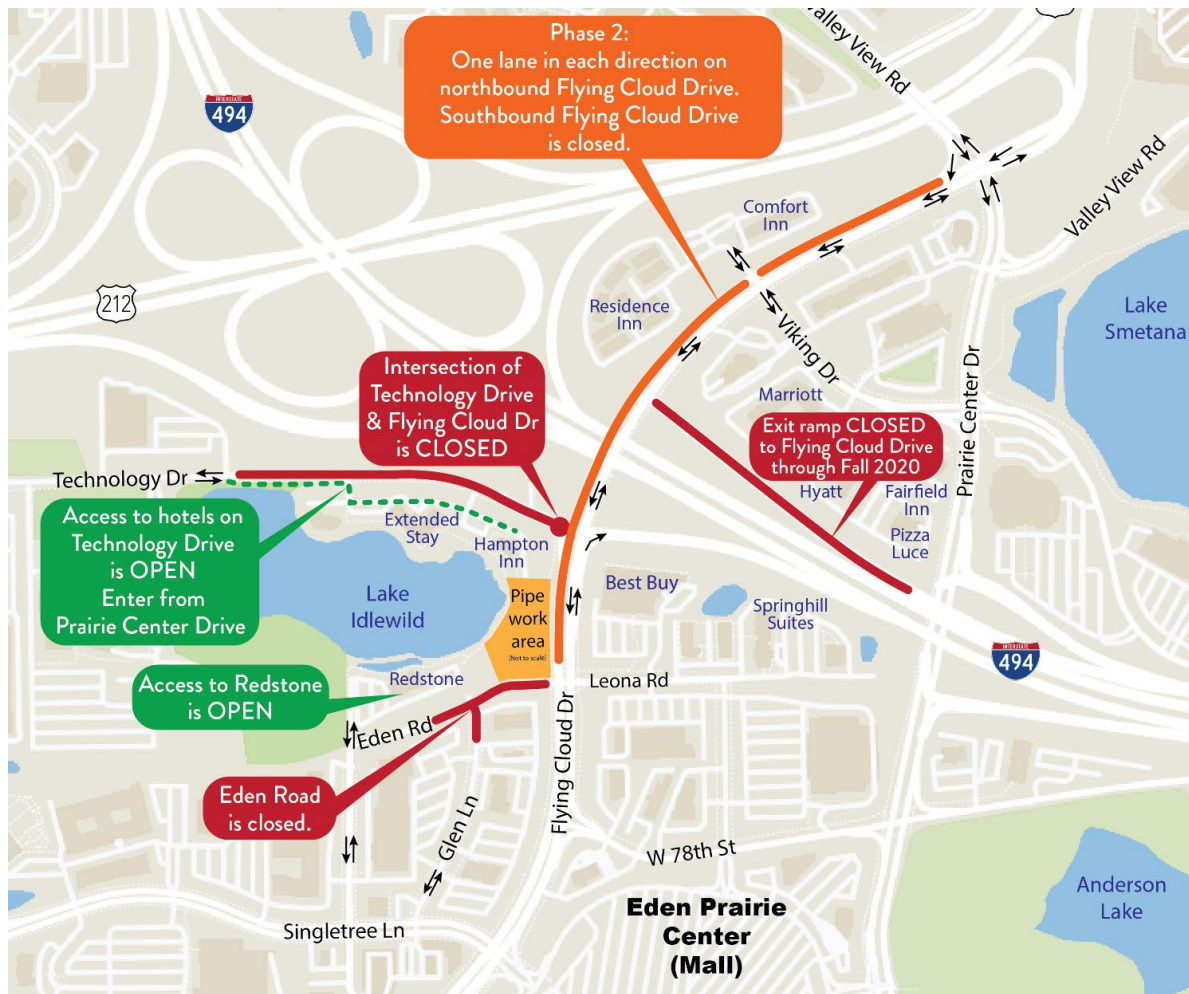 Phase 2:
One lane in each direction on
northbound Flying Cloud Drive.
Southbound Flying Cloud Drive
is closed.
Valley View Rd
INTERSTATE
494
Valley View Rd
Comfort
Inn
212
Residence
Inn
Lake
Smetana
Viking Dr
Intersection of
Technology Drive
& Flying Cloud Dr
is CLOSED
Marriott
Prairie Center Dr
Exit ramp CLOSED
to Flying Cloud Drive
through Fall 2020
Technology Dr
Hyatt
Fairfield
Inn
Access to hotels on
Technology Drive
is OPEN
Enter from
Prairie Center Drive
Extended
Stay
Hampton
Inn
Pizza
Luce
Best Buy
Lake
Idlewild
Pipe
work
area
(Not to scale)
Springhill
Suites
INTERSTATE
494
Access to Redstone
is OPEN
Redstone
Leona Rd
Eden Rd
Flying Cloud Dr
Eden Road
is closed.
Glen Ln
W 78th St
Eden Prairie
Center
(Mall)
Anderson
Lake
Singletree Ln